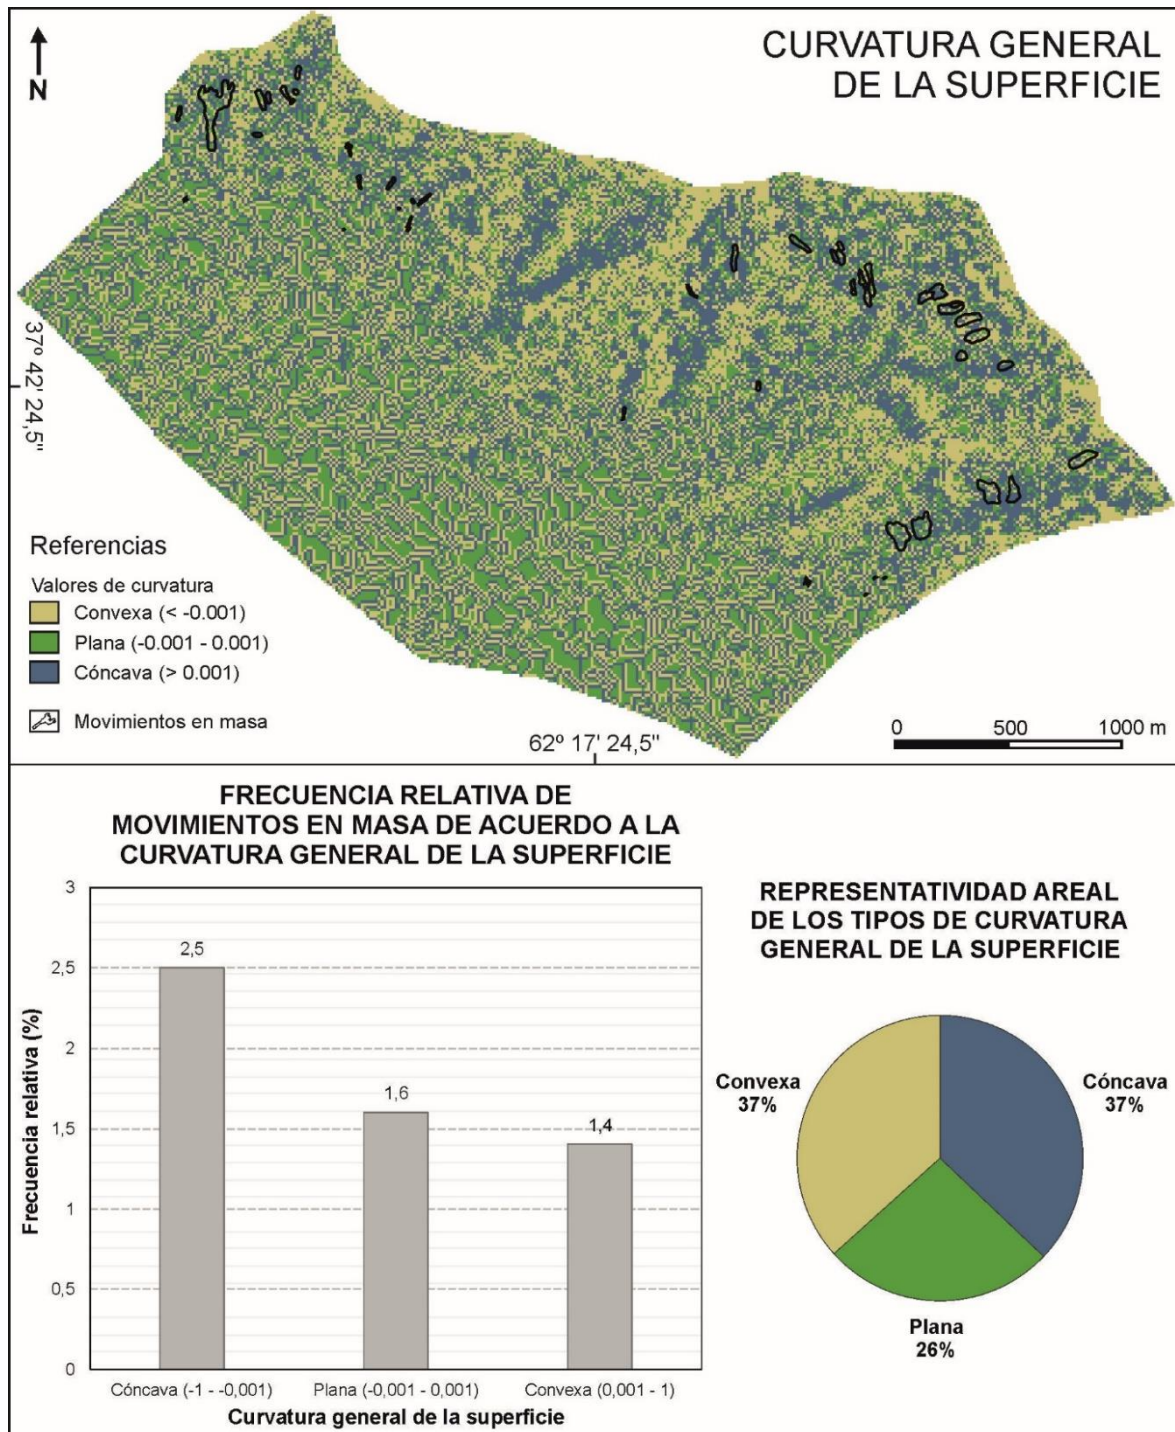 CURVATURA GENERAL
DE LA SUPERFICIE
N
37º 42' 24,5"
Referencias
Valores de curvatura
Convexa (< -0.001)
Plana (-0.001 - 0.001)
Cóncava (> 0.001)
Movimientos en masa
62º 17' 24,5"
0 500 1000 m
FRECUENCIA RELATIVA DE
MOVIMIENTOS EN MASA DE ACUERDO A LA
CURVATURA GENERAL DE LA SUPERFICIE
3
2,5
2
1,5
1
0,5
0
Frecuencia relativa (%)
2,5
1,6
1,4
Cóncava (-1 - -0,001)
Plana (-0,001 - 0,001)
Convexa (0,001 - 1)
Curvatura general de la superficie
REPRESENTATIVIDAD AREAL
DE LOS TIPOS DE CURVATURA
GENERAL DE LA SUPERFICIE
Convexa
37%
Cóncava
37%
Plana
26%